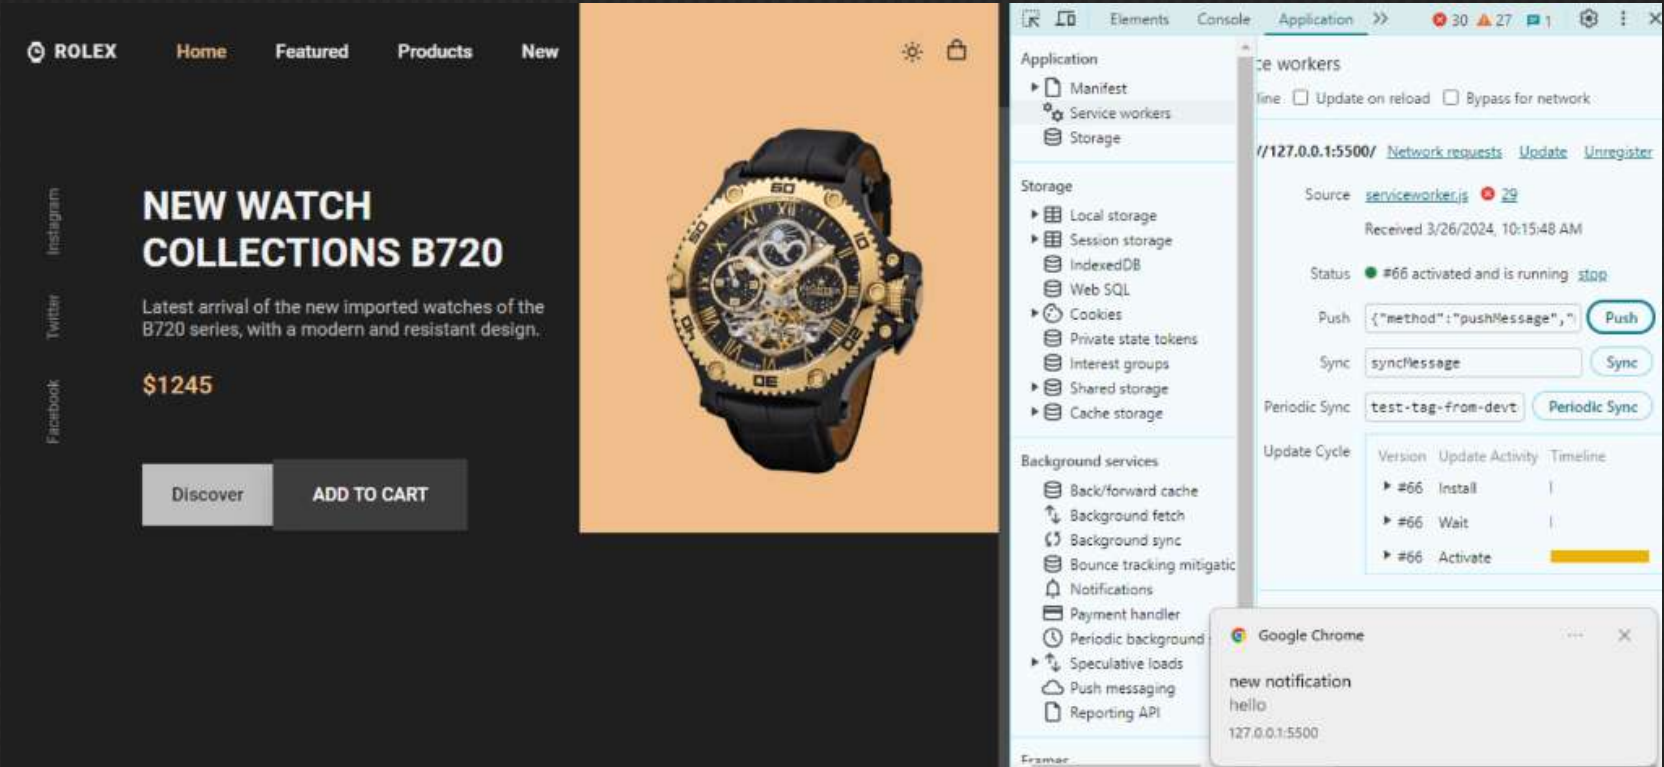 ROLEX Home Featured Products New
Instagram
Twitter
Facebook
NEW WATCH
COLLECTIONS B720
Latest arrival of the new imported watches of the
B720 series, with a modern and resistant design.
$1245
Discover ADD TO CART
60
10
20
30
40
50
Elements Console Application 30 27 1
Application
Manifest
Service workers
Storage
Storage
Local storage
Session storage
IndexedDB
Web SQL
Cookies
Private state tokens
Interest groups
Shared storage
Cache storage
Background services
Back/forward cache
Background fetch
Background sync
Bounce tracking mitigatic
Notifications
Payment handler
Periodic background
Speculative loads
Push messaging
Reporting API
Frames
ce workers
line Update on reload Bypass for network
//127.0.0.1:5500/ Network requests Update Unregister
Source serviceworker.js 29
Received 3/26/2024, 10:15:48 AM
Status #66 activated and is running stop
Push {"method":"pushMessage"," Push
Sync syncMessage Sync
Periodic Sync test-tag-from-devt Periodic Sync
Update Cycle Version Update Activity Timeline
#66 Install
#66 Wait
#66 Activate
Google Chrome
new notification
hello
127.0.0.1:5500